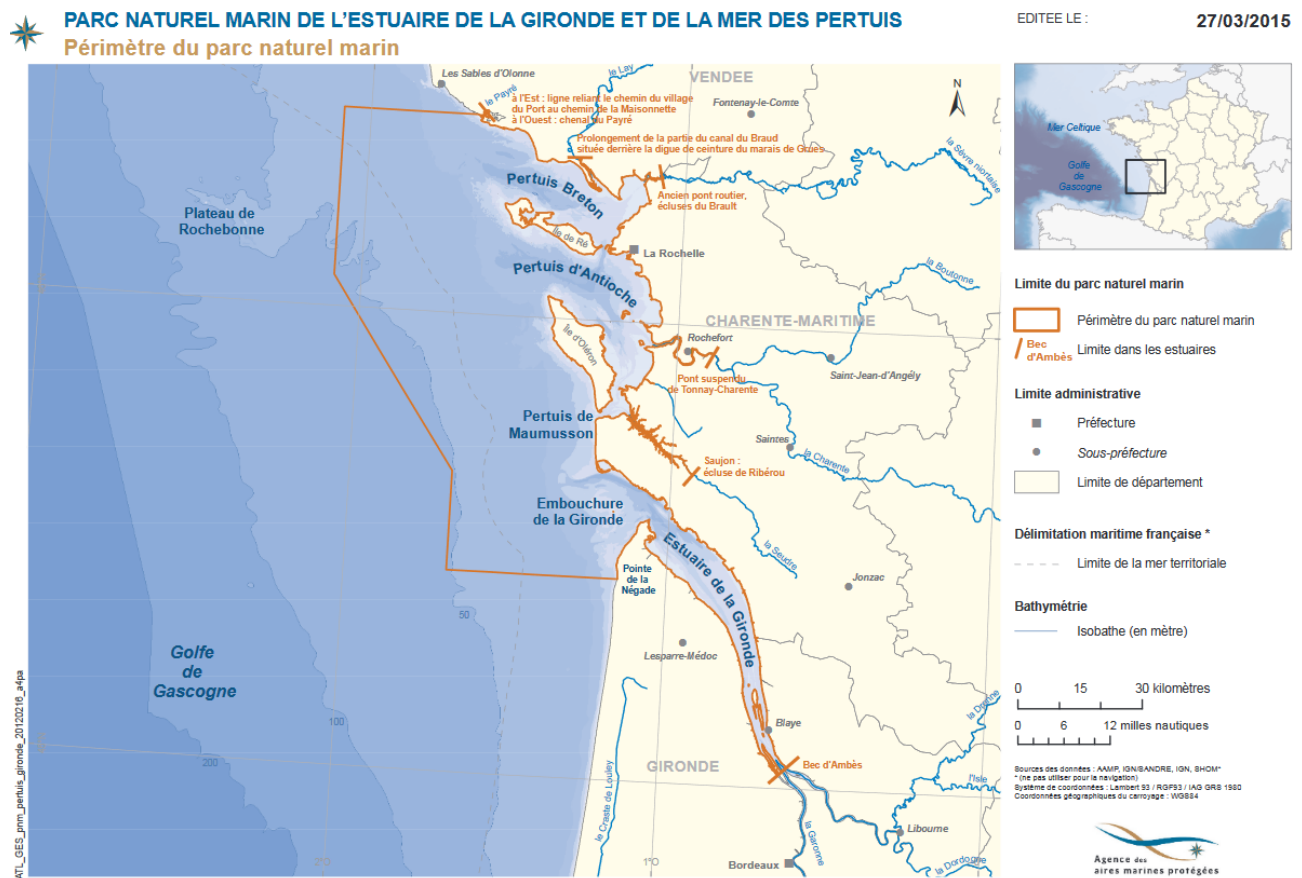 PARC NATUREL MARIN DE L'ESTUAIRE DE LA GIRONDE ET DE LA MER DES PERTUIS
Périmètre du parc naturel marin
EDITEE LE :
27/03/2015
Les Sables d'Olonne
le Lay
VENDEE
le Payré
à l'Est : ligne reliant le chemin du village
du Port au chemin de la Maisonnette
à l'Ouest : chenal du Payré
Fontenay-le-Comte
N
Prolongement de la partie du canal du Braud
située derrière la digue de ceinture du marais de Grues
la Sèvre niortaise
Pertuis Breton
Ancien pont routier,
écluses du Brault
Plateau de
Rochebonne
Île de Ré
La Rochelle
Pertuis d'Antioche
la Boutonne
CHARENTE-MARITIME
Île d'Oléron
Rochefort
Saint-Jean-d'Angély
Pont suspendu
de Tonnay-Charente
Pertuis de
Maumusson
Saintes
la Charente
Saujon :
écluse de Ribérou
Embouchure
de la Gironde
Estuaire de la Gironde
la Seudre
Pointe
de la
Négade
Jonzac
50
Lesparre-Médoc
Golfe
de
Gascogne
100
200
Blaye
GIRONDE
Bec d'Ambès
la Dronne
l'Isle
le Craste de Louley
la Garonne
Libourne
la Dordogne
Bordeaux
2°0
1°0
ATL_GES_pnm_pertuis_gironde_20120216_a4pa
Mer Celtique
Golfe
de
Gascogne
Limite du parc naturel marin
Périmètre du parc naturel marin
Bec
d'Ambès
Limite dans les estuaires
Limite administrative
Préfecture
Sous-préfecture
Limite de département
Délimitation maritime française *
Limite de la mer territoriale
Bathymétrie
Isobathe (en mètre)
0 15 30 kilomètres
0 6 12 milles nautiques
Sources des données : AAMP, IGN/SANDRE, IGN, SHOM*
* (ne pas utiliser pour la navigation)
Système de coordonnées : Lambert 93 / RGF93 / IAG GRS 1980
Coordonnées géographiques du carroyage : WGS84
Agence des
aires marines protégées